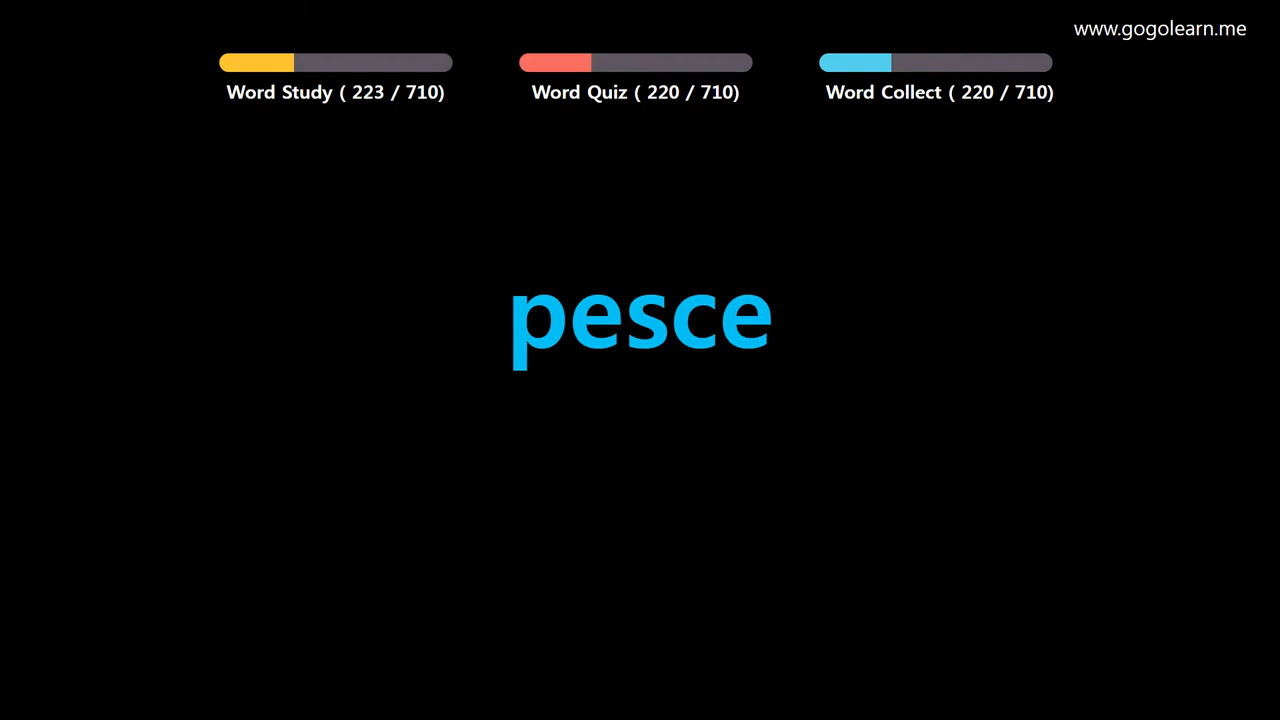 www.gogolearn.me
Word Study ( 223 / 710)
Word Quiz ( 220 / 710)
Word Collect ( 220 / 710)
pesce